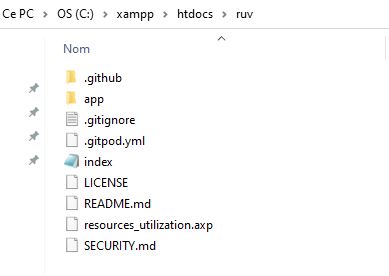 Ce PC > OS (C:) > xampp > htdocs > ruv
Nom
.github
app
.gitignore
.gitpod.yml
index
LICENSE
README.md
resources_utilization.axp
SECURITY.md